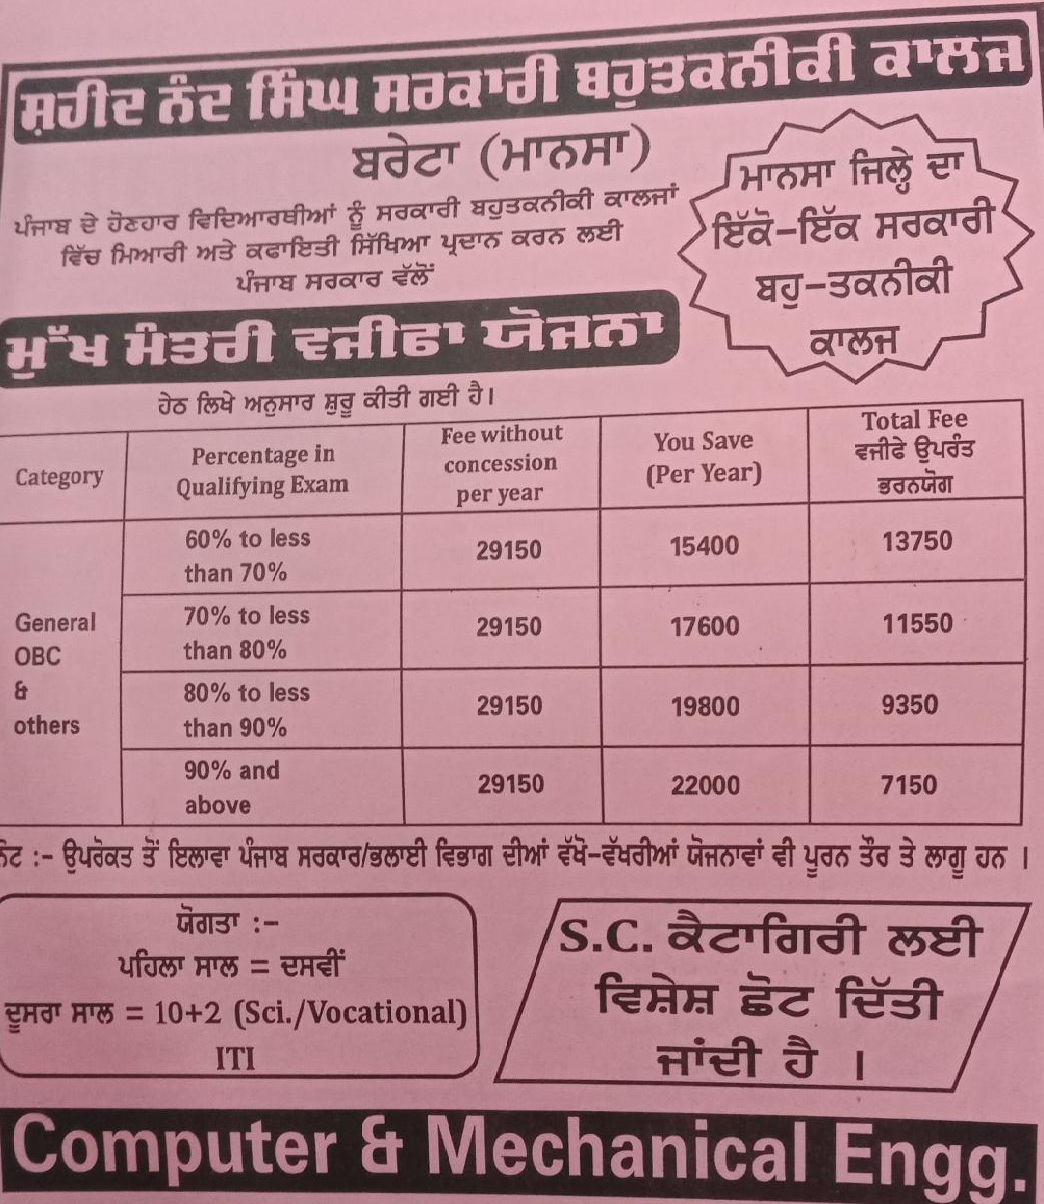 ਸ਼ਹੀਦ ਨੰਦ ਸਿੰਘ ਸਰਕਾਰੀ ਬਹੁਤਕਨੀਕੀ ਕਾਲਜ
ਬਰੇਟਾ (ਮਾਨਸਾ)
ਪੰਜਾਬ ਦੇ ਹੋਣਹਾਰ ਵਿਦਿਆਰਥੀਆਂ ਨੂੰ ਸਰਕਾਰੀ ਬਹੁਤਕਨੀਕੀ ਕਾਲਜਾਂ
ਵਿੱਚ ਮਿਆਰੀ ਅਤੇ ਕਫਾਇਤੀ ਸਿੱਖਿਆ ਪ੍ਰਦਾਨ ਕਰਨ ਲਈ
ਪੰਜਾਬ ਸਰਕਾਰ ਵੱਲੋਂ
ਮਾਨਸਾ ਜਿਲ੍ਹੇ ਦਾ
ਇੱਕੋ-ਇੱਕ ਸਰਕਾਰੀ
ਬਹੁ-ਤਕਨੀਕੀ
ਕਾਲਜ
ਮੁੱਖ ਮੰਤਰੀ ਵਜੀਫਾ ਯੋਜਨਾ
ਹੇਠ ਲਿਖੇ ਅਨੁਸਾਰ ਸ਼ੁਰੂ ਕੀਤੀ ਗਈ ਹੈ।
Category
Percentage in
Qualifying Exam
Fee without
concession
per year
You Save
(Per Year)
Total Fee
ਵਜੀਫੇ ਉਪਰੰਤ
ਭਰਨਯੋਗ
General
OBC
&
others
60% to less
than 70%
29150
15400
13750
70% to less
than 80%
29150
17600
11550
80% to less
than 90%
29150
19800
9350
90% and
above
29150
22000
7150
ਨੋਟ :- ਉਪਰੋਕਤ ਤੋਂ ਇਲਾਵਾ ਪੰਜਾਬ ਸਰਕਾਰ/ਭਲਾਈ ਵਿਭਾਗ ਦੀਆਂ ਵੱਖੋ-ਵੱਖਰੀਆਂ ਯੋਜਨਾਵਾਂ ਵੀ ਪੂਰਨ ਤੌਰ ਤੇ ਲਾਗੂ ਹਨ ।
ਯੋਗਤਾ :-
ਪਹਿਲਾ ਸਾਲ = ਦਸਵੀਂ
ਦੂਸਰਾ ਸਾਲ = 10+2 (Sci./Vocational)
ITI
S.C. ਕੈਟਾਗਿਰੀ ਲਈ
ਵਿਸ਼ੇਸ਼ ਛੋਟ ਦਿੱਤੀ
ਜਾਂਦੀ ਹੈ ।
Computer & Mechanical Engg.